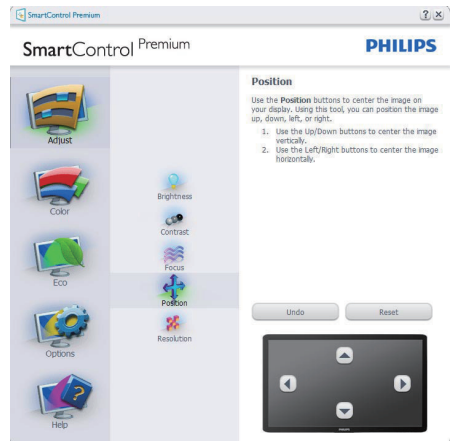 SmartControl Premium
SmartControl Premium
PHILIPS
Adjust
Color
Eco
Options
Help
Brightness
Contrast
Focus
Position
Resolution
Position
Use the Position buttons to center the image on
your display. Using this tool, you can position the image
up, down, left, or right.
1. Use the Up/Down buttons to center the image
vertically.
2. Use the Left/Right buttons to center the image
horizontally.
Undo
Reset
PHILIPS